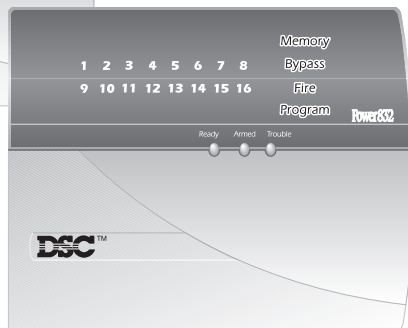 Memory
1 2 3 4 5 6 7 8 Bypass
9 10 11 12 13 14 15 16 Fire
Program Power832
Ready Armed Trouble
DSC™